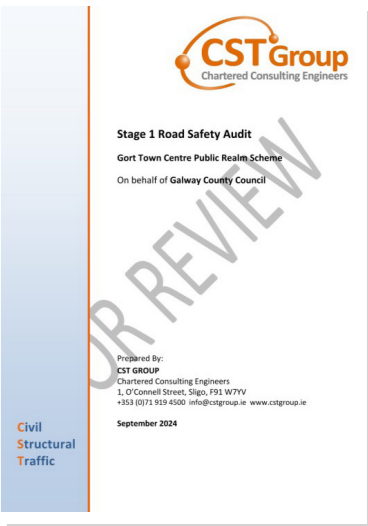 CST Group
Chartered Consulting Engineers
Stage 1 Road Safety Audit
Gort Town Centre Public Realm Scheme
On behalf of Galway County Council
OR REVIEW
Prepared By:
CST GROUP
Chartered Consulting Engineers
1, O'Connell Street, Sligo, F91 W7YV
+353 (0)71 919 4500 info@cstgroup.ie www.cstgroup.ie
September 2024
Civil
Structural
Traffic